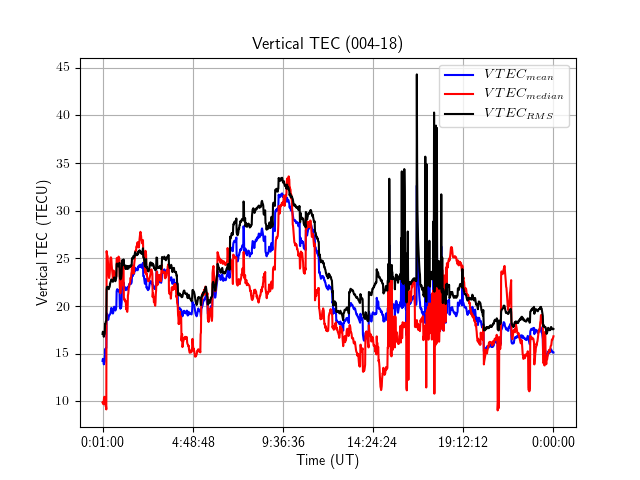 Vertical TEC (004-18)
45
40
35
30
25
20
15
10
Vertical TEC (TECU)
VTEC_mean
VTEC_median
VTEC_RMS
0:01:00 4:48:48 9:36:36 14:24:24 19:12:12 0:00:00
Time (UT)